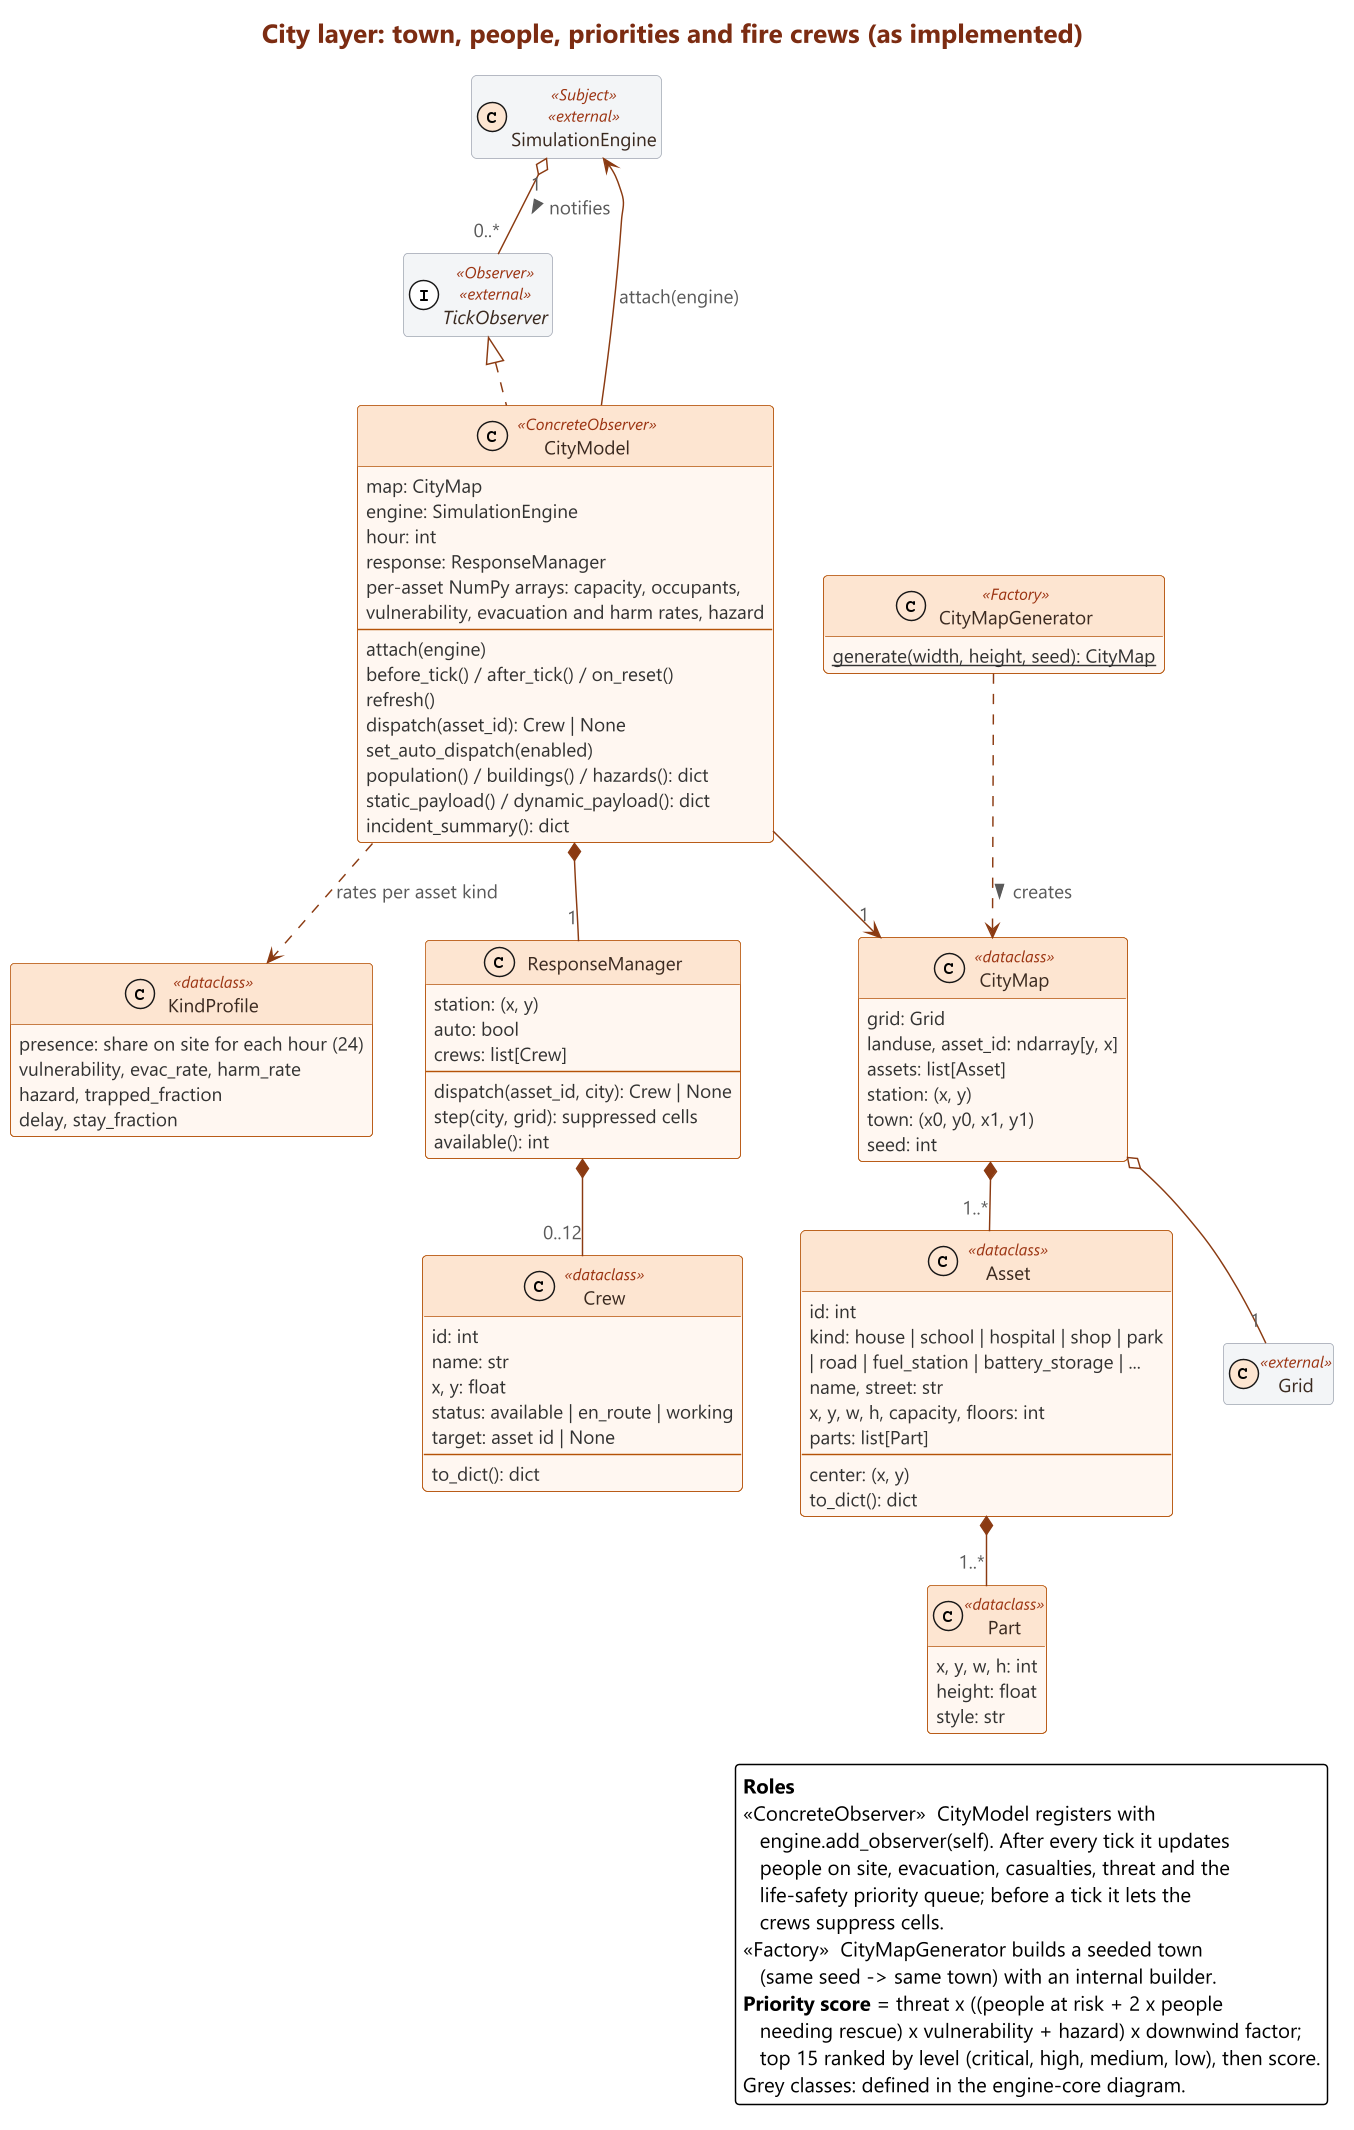 City layer: town, people, priorities and fire crews (as implemented)
C
«Subject»
«external»
SimulationEngine
1
notifies
0..*
I
«Observer»
«external»
TickObserver
attach(engine)
C
«ConcreteObserver»
CityModel
map: CityMap
engine: SimulationEngine
hour: int
response: ResponseManager
per-asset NumPy arrays: capacity, occupants,
vulnerability, evacuation and harm rates, hazard
attach(engine)
before_tick() / after_tick() / on_reset()
refresh()
dispatch(asset_id): Crew | None
set_auto_dispatch(enabled)
population() / buildings() / hazards(): dict
static_payload() / dynamic_payload(): dict
incident_summary(): dict
C
«Factory»
CityMapGenerator
generate(width, height, seed): CityMap
rates per asset kind
1
1
creates
C
«dataclass»
KindProfile
presence: share on site for each hour (24)
vulnerability, evac_rate, harm_rate
hazard, trapped_fraction
delay, stay_fraction
C
ResponseManager
station: (x, y)
auto: bool
crews: list[Crew]
dispatch(asset_id, city): Crew | None
step(city, grid): suppressed cells
available(): int
C
«dataclass»
CityMap
grid: Grid
landuse, asset_id: ndarray[y, x]
assets: list[Asset]
station: (x, y)
town: (x0, y0, x1, y1)
seed: int
0..12
1..*
1
C
«dataclass»
Crew
id: int
name: str
x, y: float
status: available | en_route | working
target: asset id | None
to_dict(): dict
C
«dataclass»
Asset
id: int
kind: house | school | hospital | shop | park
| road | fuel_station | battery_storage | ...
name, street: str
x, y, w, h, capacity, floors: int
parts: list[Part]
center: (x, y)
to_dict(): dict
C
«external»
Grid
1..*
C
«dataclass»
Part
x, y, w, h: int
height: float
style: str
Roles
«ConcreteObserver»  CityModel registers with
engine.add_observer(self). After every tick it updates
people on site, evacuation, casualties, threat and the
life-safety priority queue; before a tick it lets the
crews suppress cells.
«Factory»  CityMapGenerator builds a seeded town
(same seed -> same town) with an internal builder.
Priority score = threat x ((people at risk + 2 x people
needing rescue) x vulnerability + hazard) x downwind factor;
top 15 ranked by level (critical, high, medium, low), then score.
Grey classes: defined in the engine-core diagram.